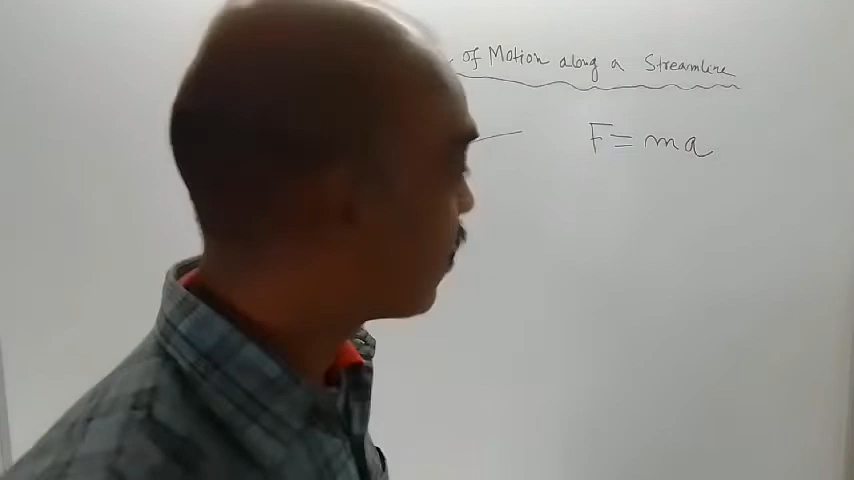 of Motion along a Streamline
F = ma